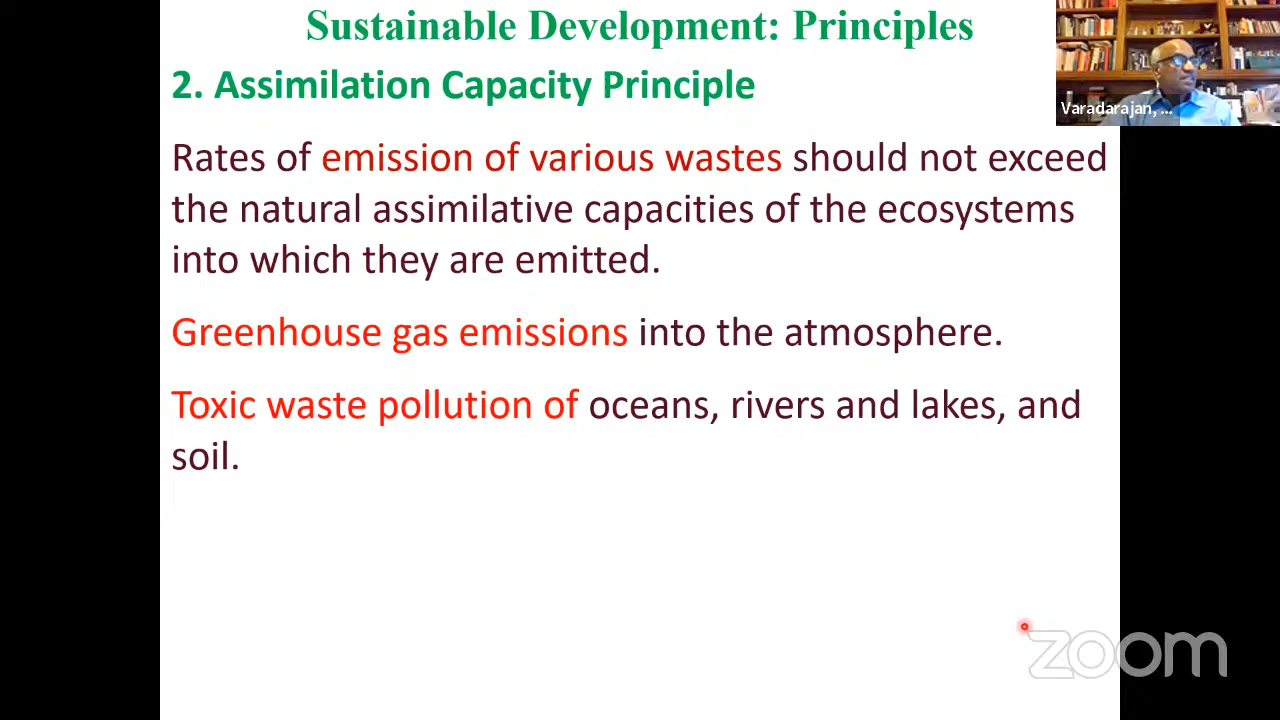 Sustainable Development: Principles
2. Assimilation Capacity Principle
Varadarajan, ...
Rates of emission of various wastes should not exceed
the natural assimilative capacities of the ecosystems
into which they are emitted.
Greenhouse gas emissions into the atmosphere.
Toxic waste pollution of oceans, rivers and lakes, and
soil.
zoom